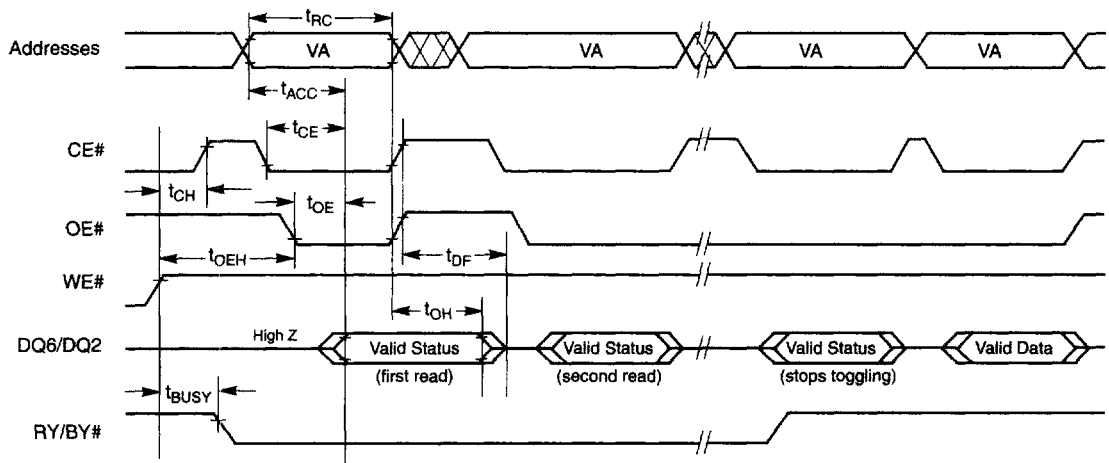 tRC
Addresses VA VA VA VA
tACC
tCE
CE#
tCH tOE
OE#
tOEH tDF
WE#
tOH
High Z
DQ6/DQ2 Valid Status Valid Status Valid Status Valid Data
(first read) (second read) (stops toggling)
tBUSY
RY/BY#